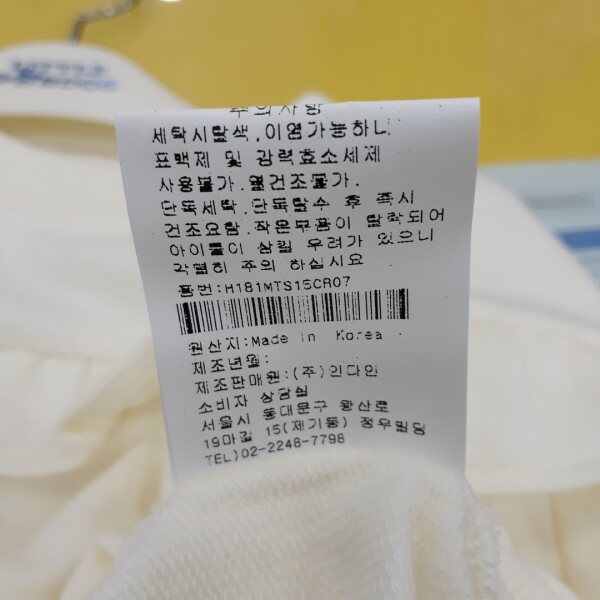 주의사항
세탁시탈색,이염가능하니
표백제 및 강력효소세제
사용불가.열건조불가.
단독세탁,단독탈수 후 즉시
건조요함.작은부품이 탈락되어
아이들이 삼킬 우려가 있으니
각별히 주의 하십시요
품번:H181MTS15CR07
원산지:Made in Korea
제조년월:
제조판매원:(주)인다인
소비자 상담실
서울시 동대문구 왕산로
19마길 15(제기동) 정우빌딩
TEL)02-2248-7798